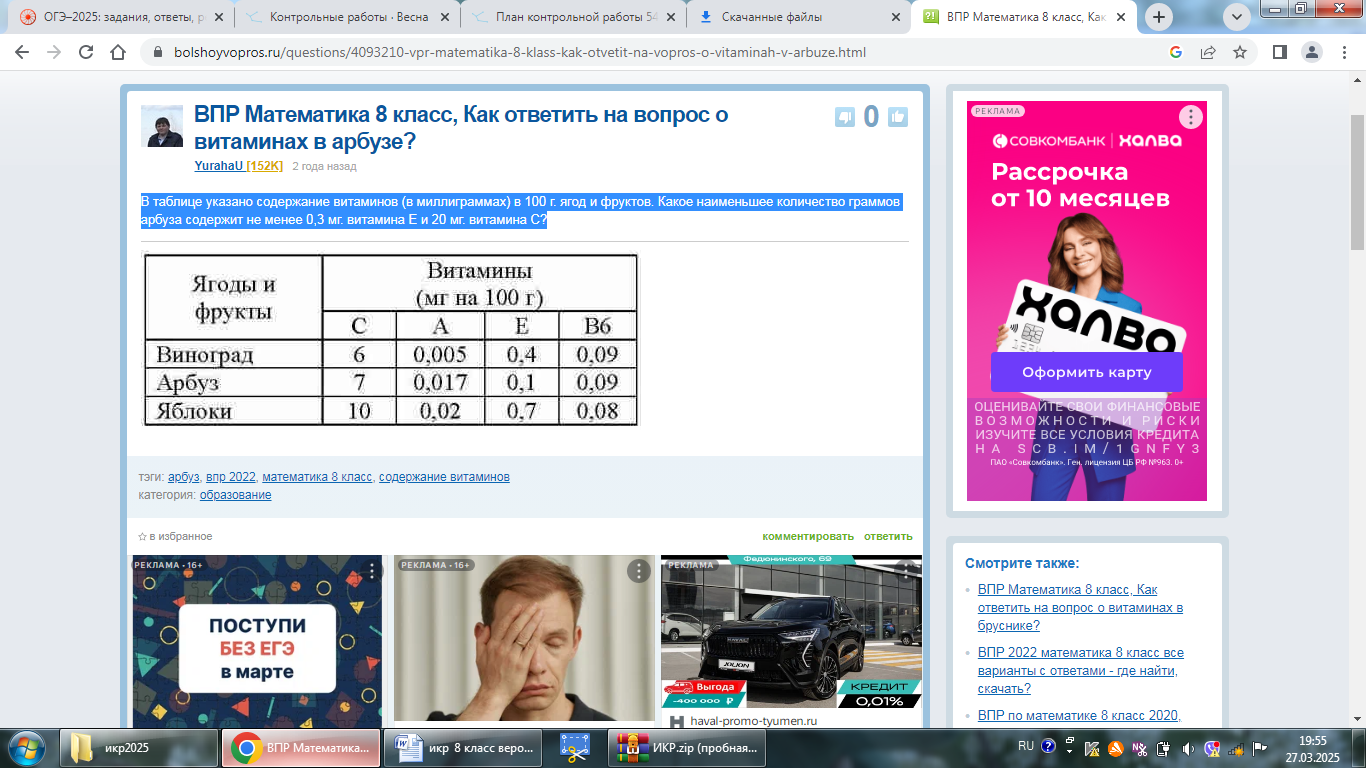 ОГЭ–2025: задания, ответы, р
Контрольные работы · Весна
План контрольной работы 54
Скачанные файлы
ВПР Математика 8 класс, Как
bolshoyvopros.ru/questions/4093210-vpr-matematika-8-klass-kak-otvetit-na-vopros-o-vitaminah-v-arbuze.html
ВПР Математика 8 класс, Как ответить на вопрос о
витаминах в арбузе?
0
YurahaU [152K] 2 года назад
В таблице указано содержание витаминов (в миллиграммах) в 100 г. ягод и фруктов. Какое наименьшее количество граммов
арбуза содержит не менее 0,3 мг. витамина Е и 20 мг. витамина С?
Ягоды и фрукты
Витамины
(мг на 100 г)
С А Е В6
Виноград 6 0,005 0,4 0,09
Арбуз 7 0,017 0,1 0,09
Яблоки 10 0,02 0,7 0,08
тэги: арбуз, впр 2022, математика 8 класс, содержание витаминов
категория: образование
в избранное
комментировать ответить
РЕКЛАМА • 16+
ПОСТУПИ
БЕЗ ЕГЭ
в марте
РЕКЛАМА • 16+
РЕКЛАМА
Федюнинского, 69
HAVAL
JOLION
Выгода
-400 000 ₽
КРЕДИТ
0,01%
haval-promo-tyumen.ru
РЕКЛАМА
СОВКОМБАНК ХАЛВА
Рассрочка
от 10 месяцев
ХАЛВА
Оформить карту
ОЦЕНИВАЙТЕ СВОИ ФИНАНСОВЫЕ
ВОЗМОЖНОСТИ И РИСКИ
ИЗУЧИТЕ ВСЕ УСЛОВИЯ КРЕДИТА
НА SCB.IM/1GNFY3
ПАО «Совкомбанк». Ген. лицензия ЦБ РФ №963. 0+
Смотрите также:
ВПР Математика 8 класс, Как
ответить на вопрос о витаминах в
бруснике?
ВПР 2022 математика 8 класс все
варианты с ответами - где найти,
скачать?
ВПР по математике 8 класс 2020,
икр2025
ВПР Математика...
икр 8 класс веро...
ИКР.zip (пробная...
RU
19:55
27.03.2025